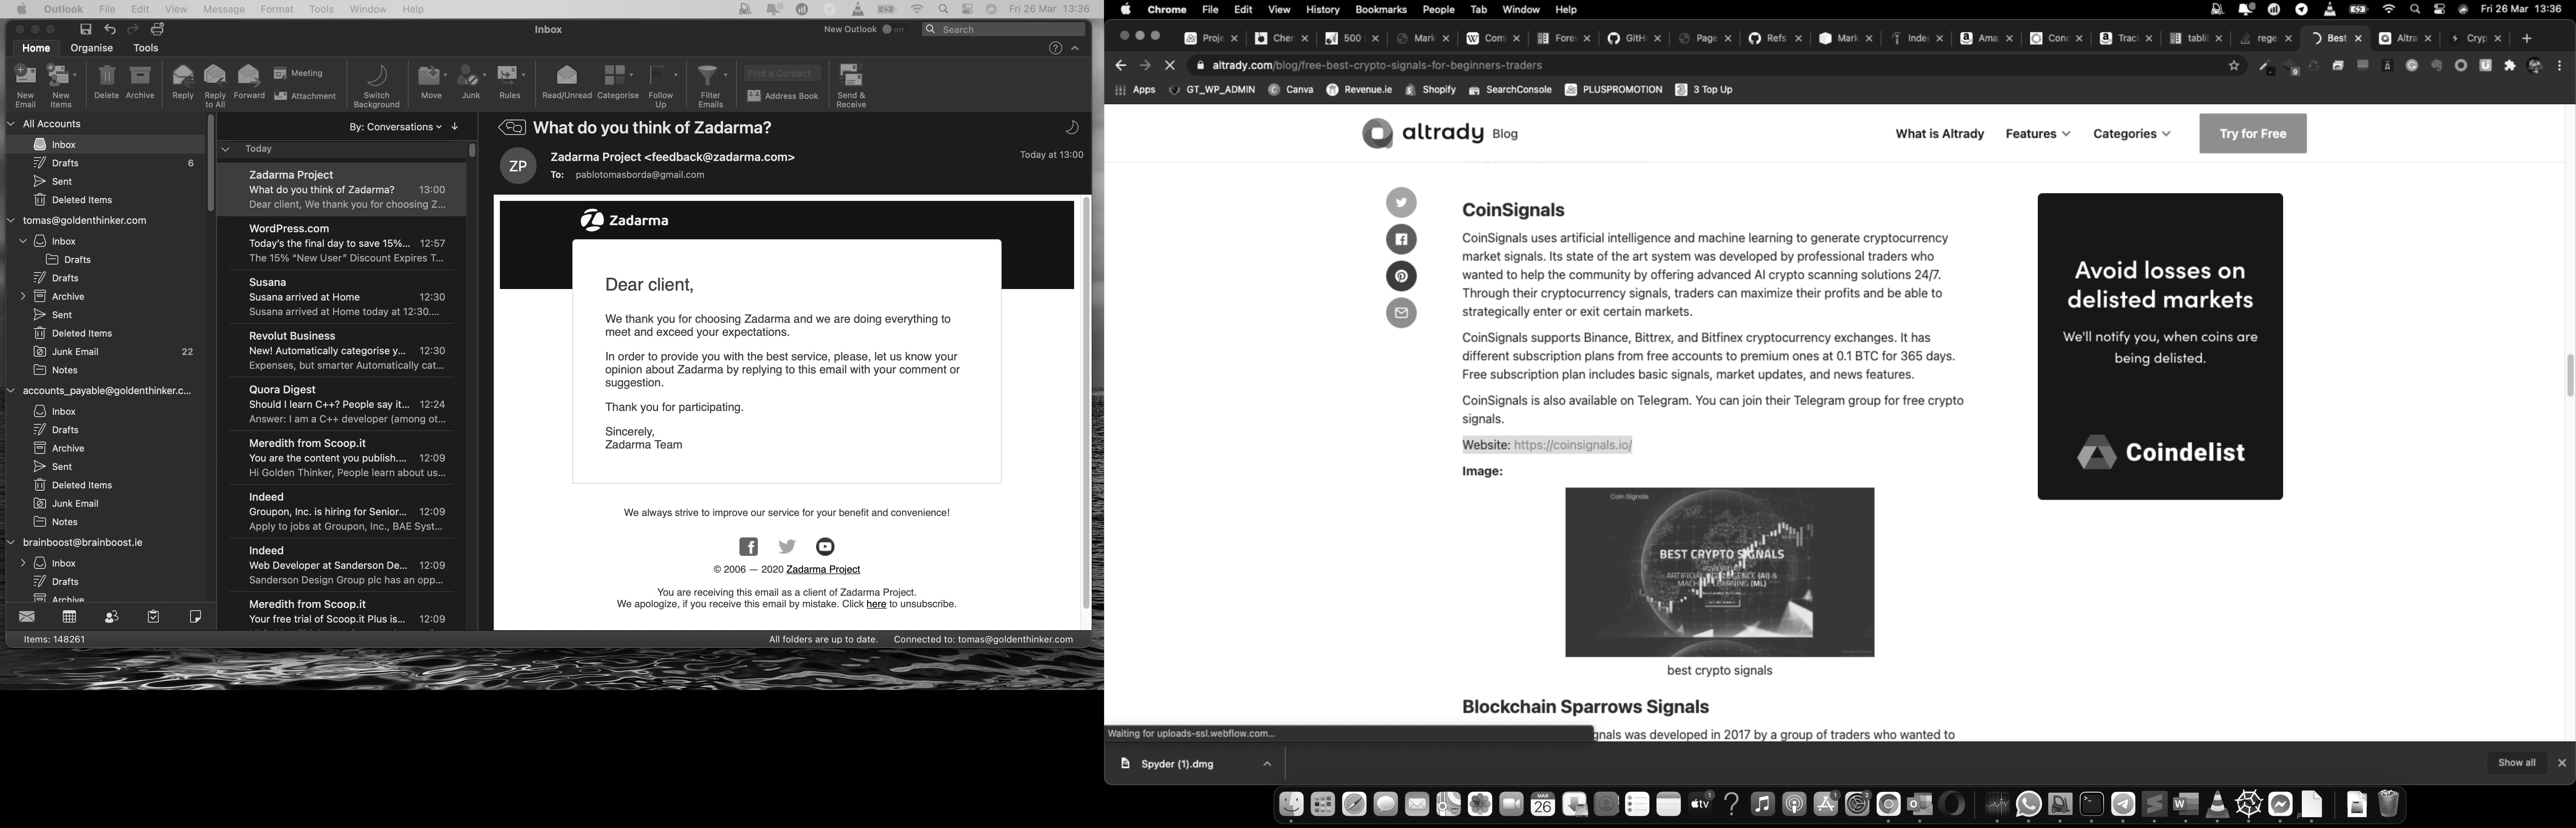 Outlook File Edit View Message Format Tools Window Help
Fri 26 Mar 13:36
Inbox
New Outlook
Search
Home Organise Tools
New Email
New Items
Delete
Archive
Reply
Reply to All
Forward
Meeting
Attachment
Switch Background
Move
Junk
Rules
Read/Unread
Categorise
Follow Up
Filter Emails
Find a Contact
Address Book
Send & Receive
All Accounts
Inbox
Drafts 6
Sent
Deleted Items
tomas@goldenthinker.com
Inbox
Drafts
Drafts
Archive
Sent
Deleted Items
Junk Email 22
Notes
accounts_payable@goldenthinker.c...
Inbox
Drafts
Archive
Sent
Deleted Items
Junk Email
Notes
brainboost@brainboost.ie
Inbox
Drafts
Archive
Items: 148261
By: Conversations
Today
Zadarma Project
What do you think of Zadarma? 13:00
Dear client, We thank you for choosing Z...
WordPress.com
Today's the final day to save 15%... 12:57
The 15% “New User” Discount Expires T...
Susana
Susana arrived at Home 12:30
Susana arrived at Home today at 12:30....
Revolut Business
New! Automatically categorise y... 12:30
Expenses, but smarter Automatically cat...
Quora Digest
Should I learn C++? People say it... 12:24
Answer: I am a C++ developer (among ot...
Meredith from Scoop.it
You are the content you publish.... 12:09
Hi Golden Thinker, People learn about us...
Indeed
Groupon, Inc. is hiring for Senior... 12:09
Apply to jobs at Groupon, Inc., BAE Syst...
Indeed
Web Developer at Sanderson De... 12:09
Sanderson Design Group plc has an opp...
Meredith from Scoop.it
Your free trial of Scoop.it Plus is... 12:09
What do you think of Zadarma?
ZP
Zadarma Project <feedback@zadarma.com>
Today at 13:00
To: pablotomasborda@gmail.com
Zadarma
Dear client,
We thank you for choosing Zadarma and we are doing everything to
meet and exceed your expectations.
In order to provide you with the best service, please, let us know your
opinion about Zadarma by replying to this email with your comment or
suggestion.
Thank you for participating.
Sincerely,
Zadarma Team
We always strive to improve our service for your benefit and convenience!
© 2006 — 2020 Zadarma Project
You are receiving this email as a client of Zadarma Project.
We apologize, if you receive this email by mistake. Click here to unsubscribe.
All folders are up to date. Connected to: tomas@goldenthinker.com
Chrome File Edit View History Bookmarks People Tab Window Help
Fri 26 Mar 13:36
Proje Cher 500 Mark Com Fore GitHu Page Refs Mark Inde Ama Conc Track tabli rege Best Altra Cryp
altrady.com/blog/free-best-crypto-signals-for-beginners-traders
Apps GT_WP_ADMIN Canva Revenue.ie Shopify SearchConsole PLUSPROMOTION 3 Top Up
altrady Blog
What is Altrady Features Categories Try for Free
CoinSignals
CoinSignals uses artificial intelligence and machine learning to generate cryptocurrency
market signals. Its state of the art system was developed by professional traders who
wanted to help the community by offering advanced AI crypto scanning solutions 24/7.
Through their cryptocurrency signals, traders can maximize their profits and be able to
strategically enter or exit certain markets.
CoinSignals supports Binance, Bittrex, and Bitfinex cryptocurrency exchanges. It has
different subscription plans from free accounts to premium ones at 0.1 BTC for 365 days.
Free subscription plan includes basic signals, market updates, and news features.
CoinSignals is also available on Telegram. You can join their Telegram group for free crypto
signals.
Website: https://coinsignals.io/
Image:
Coin Signals
BEST CRYPTO SIGNALS
ARTIFICIAL INTELLIGENCE (AI) &
MACHINE LEARNING (ML)
best crypto signals
Blockchain Sparrows Signals
gnals was developed in 2017 by a group of traders who wanted to
Avoid losses on
delisted markets
We'll notify you, when coins are
being delisted.
Coindelist
Waiting for uploads-ssl.webflow.com...
Spyder (1).dmg
Show all
MAR
26
tv